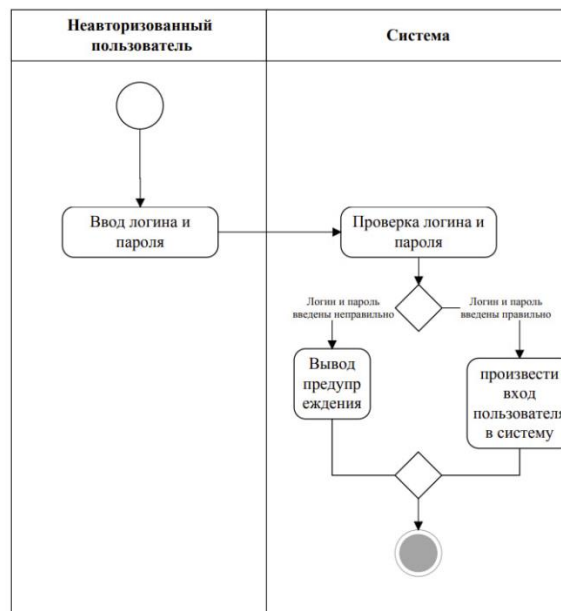 Неавторизованный
пользователь
Система
Ввод логина и
пароля
Проверка логина и
пароля
Логин и пароль
введены неправильно
Логин и пароль
введены правильно
Вывод
предупр
еждения
произвести
вход
пользователя
в систему